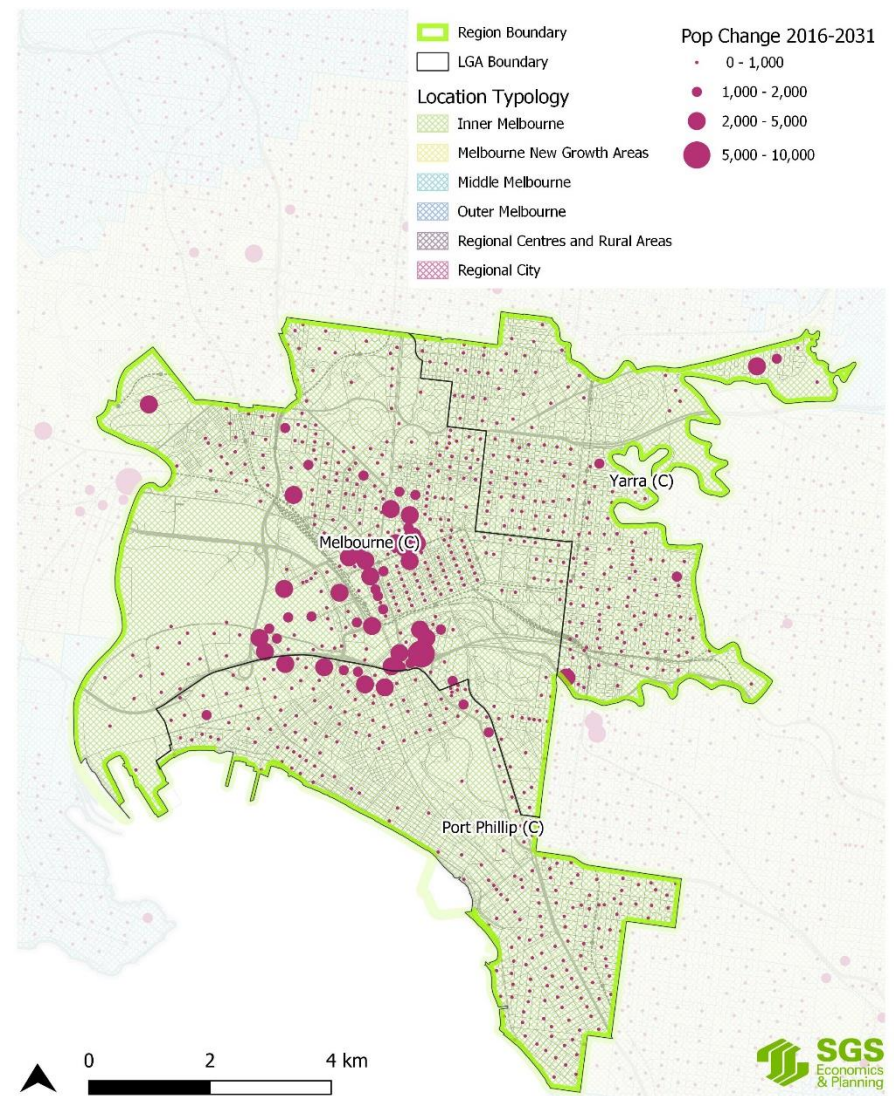 Region Boundary
LGA Boundary
Location Typology
Inner Melbourne
Melbourne New Growth Areas
Middle Melbourne
Outer Melbourne
Regional Centres and Rural Areas
Regional City
Pop Change 2016-2031
0 - 1,000
1,000 - 2,000
2,000 - 5,000
5,000 - 10,000
Yarra (C)
Melbourne (C)
Port Phillip (C)
0 2 4 km
SGS
Economics
& Planning